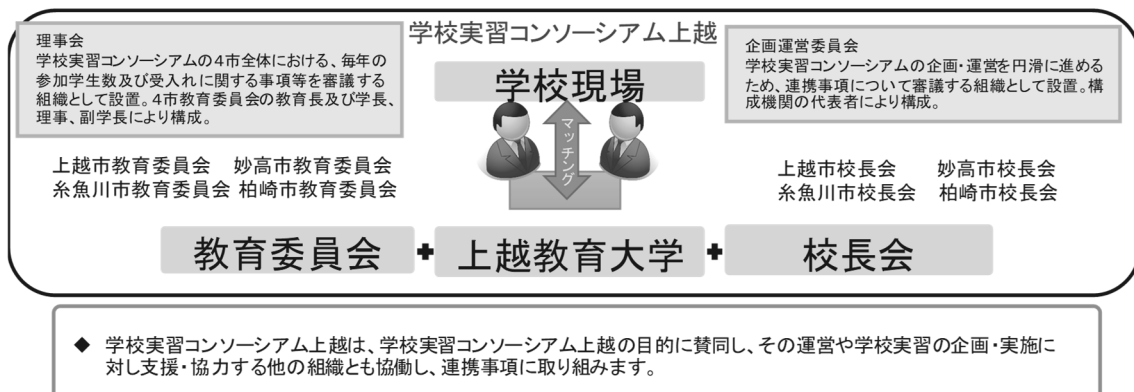 学校実習コンソーシアム上越
理事会
学校実習コンソーシアムの4市全体における、毎年の
参加学生数及び受入れに関する事項等を審議する
組織として設置。4市教育委員会の教育長及び学長、
理事、副学長により構成。
学校現場
マッチング
企画運営委員会
学校実習コンソーシアムの企画・運営を円滑に進める
ため、連携事項について審議する組織として設置。構
成機関の代表者により構成。
上越市教育委員会 妙高市教育委員会
糸魚川市教育委員会 柏崎市教育委員会
上越市校長会 妙高市校長会
糸魚川市校長会 柏崎市校長会
教育委員会 + 上越教育大学 + 校長会
◆ 学校実習コンソーシアム上越は、学校実習コンソーシアム上越の目的に賛同し、その運営や学校実習の企画・実施に
対し支援・協力する他の組織とも協働し、連携事項に取り組みます。